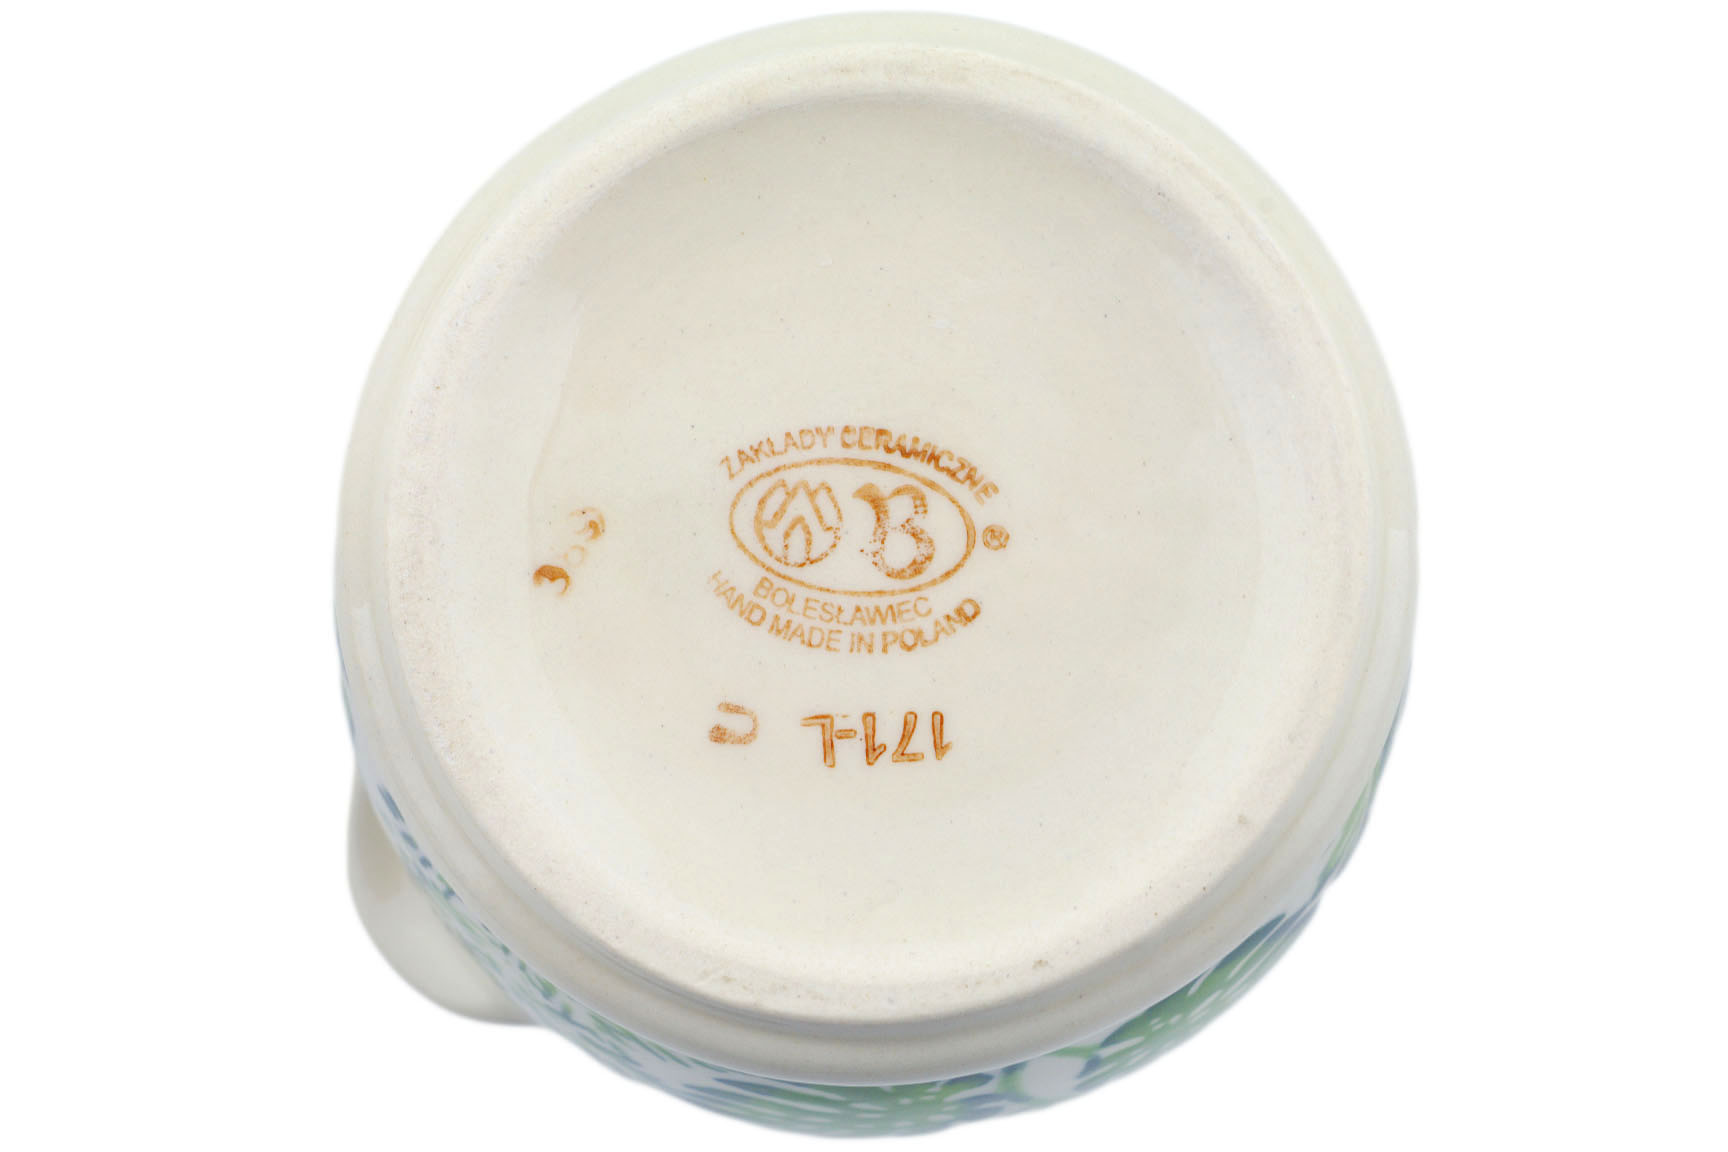 ZAKŁADY CERAMICZNE
B ®
BOLESŁAWIEC
HAND MADE IN POLAND
171-L